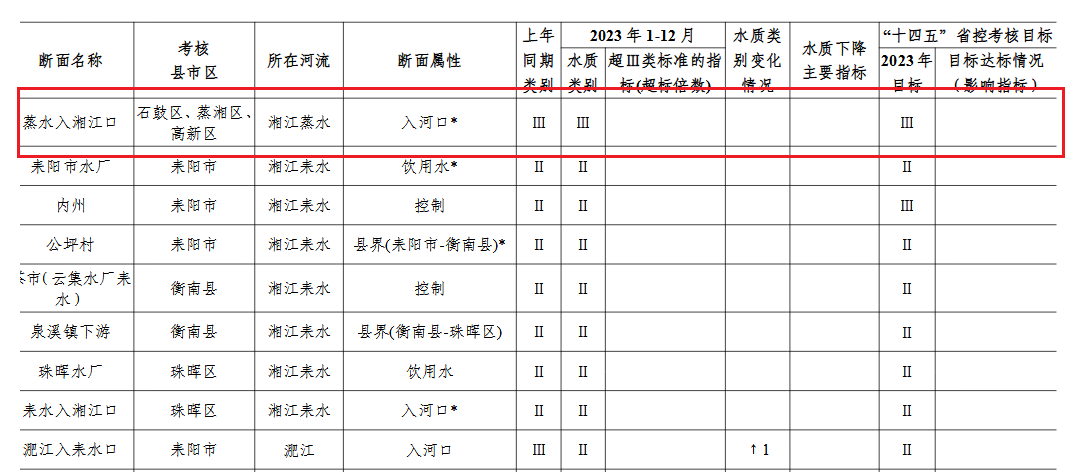 断面名称 考核县市区 所在河流 断面属性 上年同期类别 2023年1-12月 水质类别变化情况 水质下降主要指标 “十四五”省控考核目标
水质类别 超Ⅲ类标准的指标(超标倍数) 2023年目标 目标达标情况（影响指标）
蒸水入湘江口 石鼓区、蒸湘区、高新区 湘江蒸水 入河口* Ⅲ Ⅲ Ⅲ
耒阳市水厂 耒阳市 湘江耒水 饮用水* Ⅱ Ⅱ Ⅱ
内州 耒阳市 湘江耒水 控制 Ⅱ Ⅱ Ⅲ
公坪村 耒阳市 湘江耒水 县界(耒阳市-衡南县)* Ⅱ Ⅱ Ⅱ
市(云集水厂耒水) 衡南县 湘江耒水 控制 Ⅱ Ⅱ Ⅱ
泉溪镇下游 衡南县 湘江耒水 县界(衡南县-珠晖区) Ⅱ Ⅱ Ⅱ
珠晖水厂 珠晖区 湘江耒水 饮用水 Ⅱ Ⅱ Ⅱ
耒水入湘江口 珠晖区 湘江耒水 入河口* Ⅱ Ⅱ Ⅱ
淝江入耒水口 耒阳市 淝江 入河口 Ⅲ Ⅱ ↑1 Ⅱ